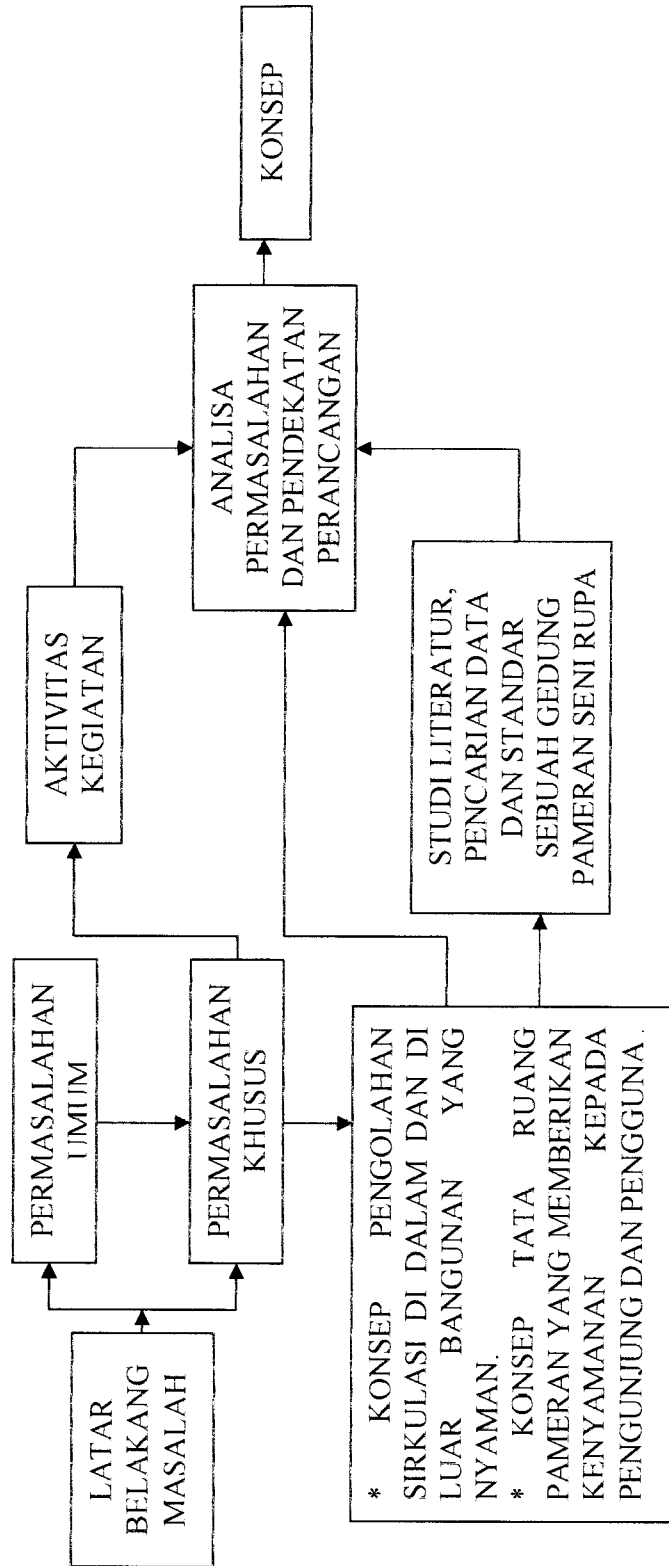 LATAR
BELAKANG
MASALAH
PERMASALAHAN
UMUM
PERMASALAHAN
KHUSUS
* KONSEP PENGOLAHAN
SIRKULASI DI DALAM DAN DI
LUAR BANGUNAN YANG
NYAMAN.
* KONSEP TATA RUANG
PAMERAN YANG MEMBERIKAN
KENYAMANAN KEPADA
PENGUNJUNG DAN PENGGUNA.
AKTIVITAS
KEGIATAN
STUDI LITERATUR,
PENCARIAN DATA
DAN STANDAR
SEBUAH GEDUNG
PAMERAN SENI RUPA
ANALISA
PERMASALAHAN
DAN PENDEKATAN
PERANCANGAN
KONSEP